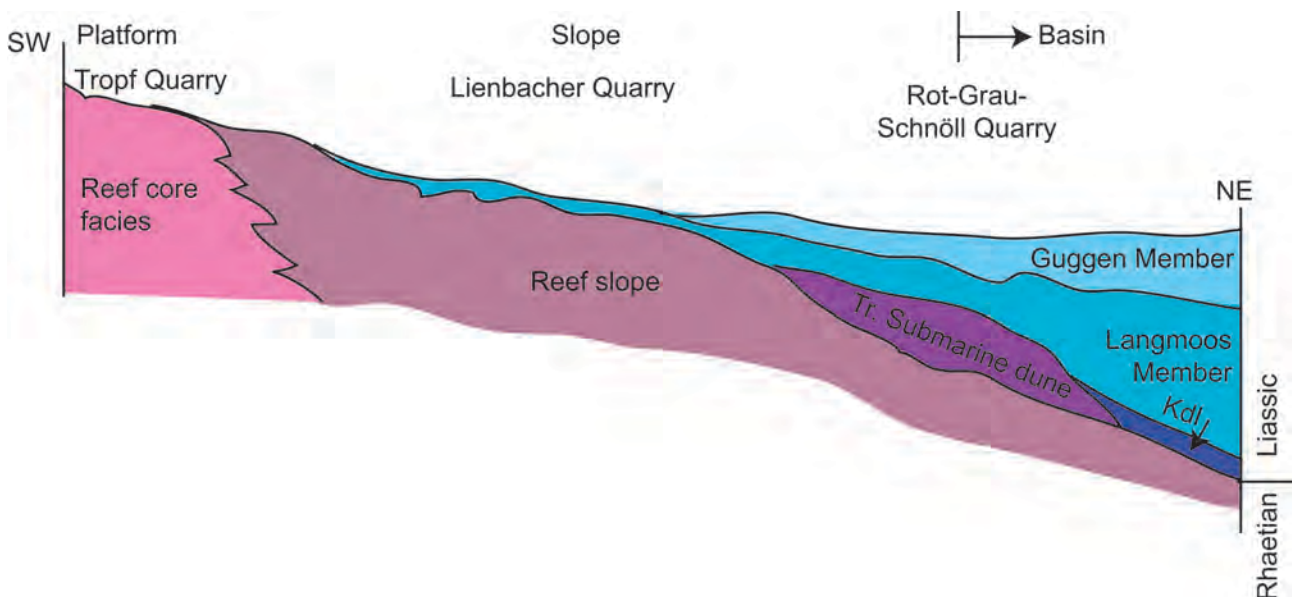 SW
Platform
Slope
Basin
Tropf Quarry
Lienbacher Quarry
Rot-Grau-
Schnöll Quarry
NE
Reef core
facies
Reef slope
Guggen Member
Tr. Submarine dune
Langmoos
Member
Kdl
Liassic
Rhaetian